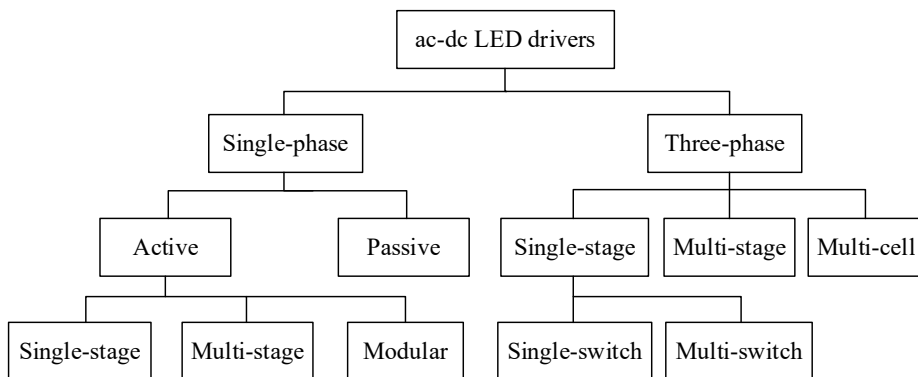 ac-dc LED drivers
Single-phase
Three-phase
Active
Passive
Single-stage
Multi-stage
Multi-cell
Single-stage
Multi-stage
Modular
Single-switch
Multi-switch